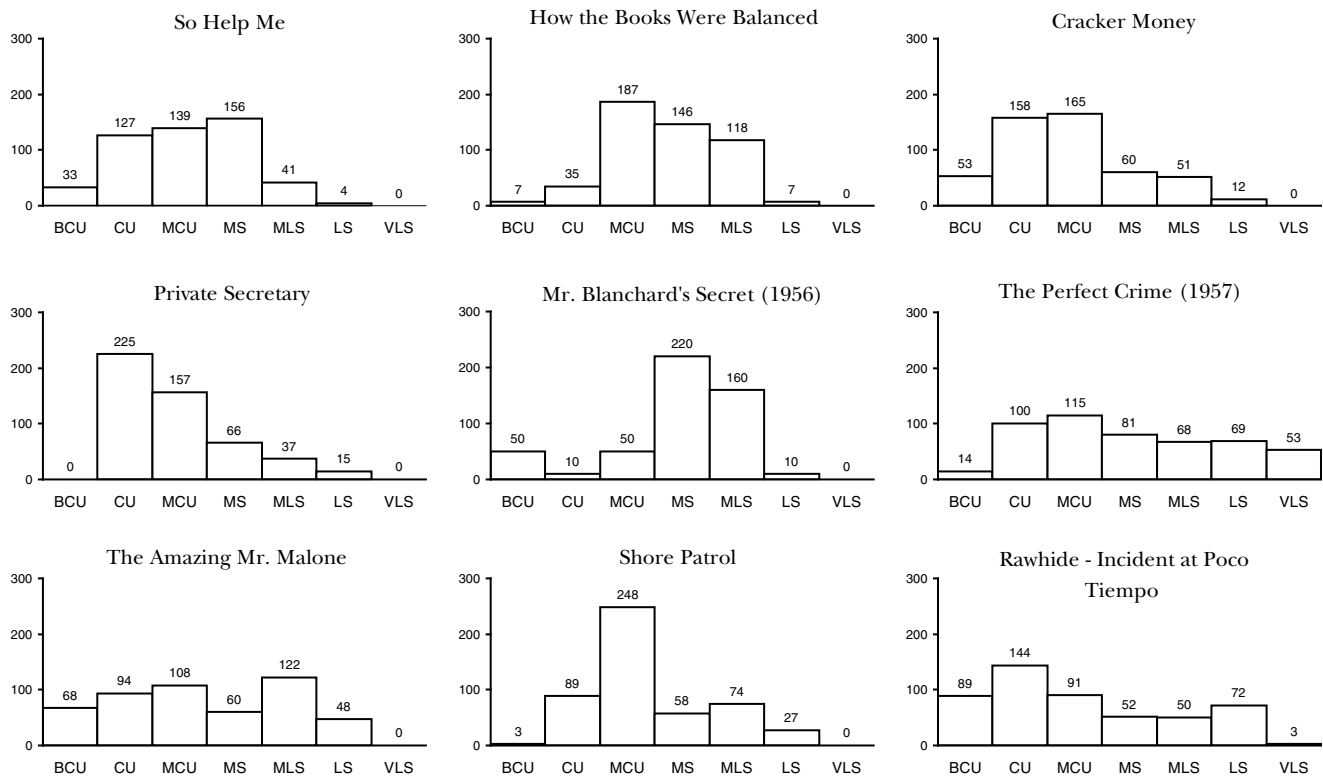 So Help Me
300
200
100
0
33 127 139 156 41 4 0
BCU CU MCU MS MLS LS VLS
How the Books Were Balanced
300
200
100
0
7 35 187 146 118 7 0
BCU CU MCU MS MLS LS VLS
Cracker Money
300
200
100
0
53 158 165 60 51 12 0
BCU CU MCU MS MLS LS VLS
Private Secretary
300
200
100
0
0 225 157 66 37 15 0
BCU CU MCU MS MLS LS VLS
Mr. Blanchard's Secret (1956)
300
200
100
0
50 10 50 220 160 10 0
BCU CU MCU MS MLS LS VLS
The Perfect Crime (1957)
300
200
100
0
14 100 115 81 68 69 53
BCU CU MCU MS MLS LS VLS
The Amazing Mr. Malone
300
200
100
0
68 94 108 60 122 48 0
BCU CU MCU MS MLS LS VLS
Shore Patrol
300
200
100
0
3 89 248 58 74 27 0
BCU CU MCU MS MLS LS VLS
Rawhide - Incident at Poco
Tiempo
300
200
100
0
89 144 91 52 50 72 3
BCU CU MCU MS MLS LS VLS